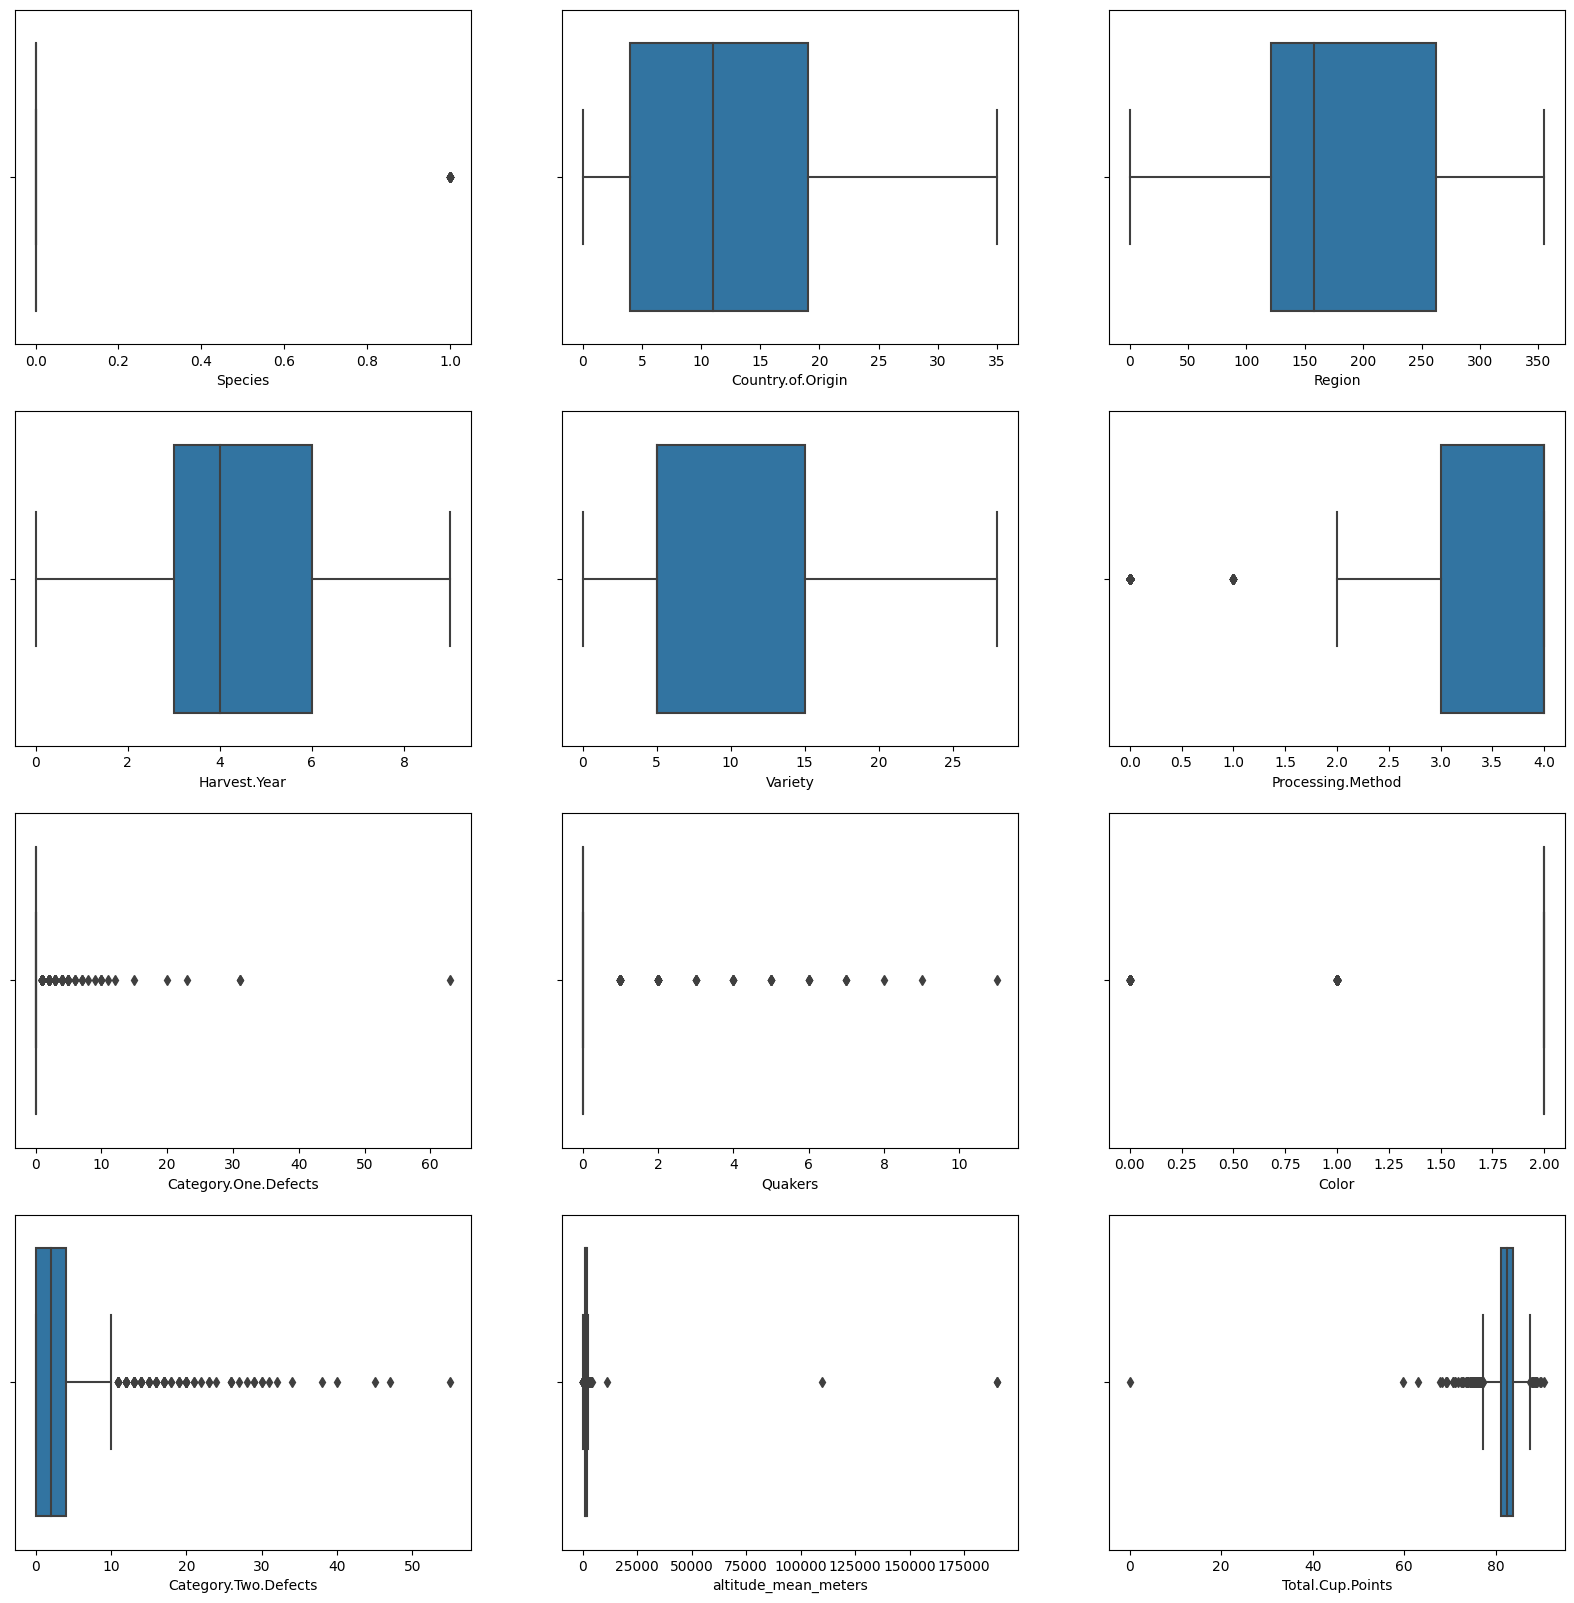 0.0 0.2 0.4 0.6 0.8 1.0
Species
0 5 10 15 20 25 30 35
Country.of.Origin
0 50 100 150 200 250 300 350
Region
0 2 4 6 8
Harvest.Year
0 5 10 15 20 25
Variety
0.0 0.5 1.0 1.5 2.0 2.5 3.0 3.5 4.0
Processing.Method
0 10 20 30 40 50 60
Category.One.Defects
0 2 4 6 8 10
Quakers
0.00 0.25 0.50 0.75 1.00 1.25 1.50 1.75 2.00
Color
0 10 20 30 40 50
Category.Two.Defects
0 25000 50000 75000 100000 125000 150000 175000
altitude_mean_meters
0 20 40 60 80
Total.Cup.Points